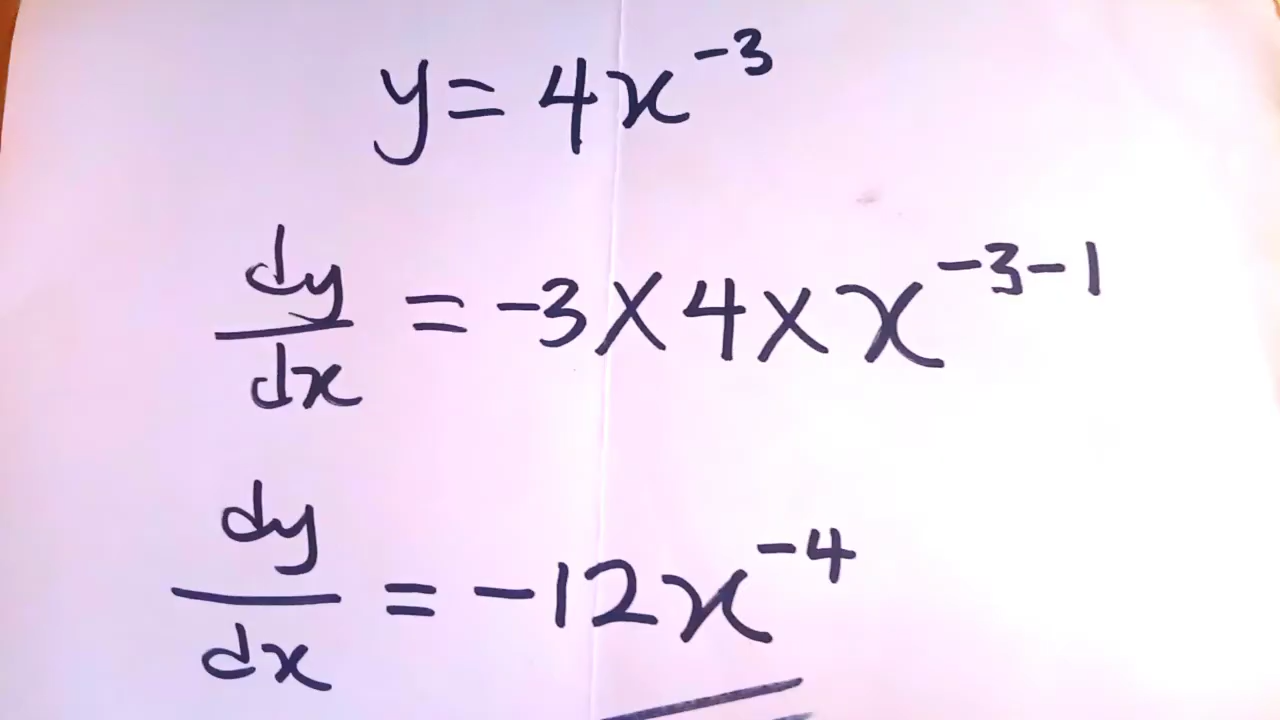 y = 4x⁻³
dy/dx = -3 × 4 × x⁻³⁻¹
dy/dx = -12x⁻⁴